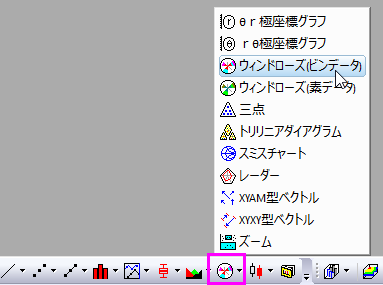 θr極座標グラフ
rθ極座標グラフ
ウィンドローズ(ビンデータ)
ウィンドローズ(素データ)
三点
トリリニアダイアグラム
スミスチャート
レーダー
XYAM型ベクトル
XYXY型ベクトル
ズーム